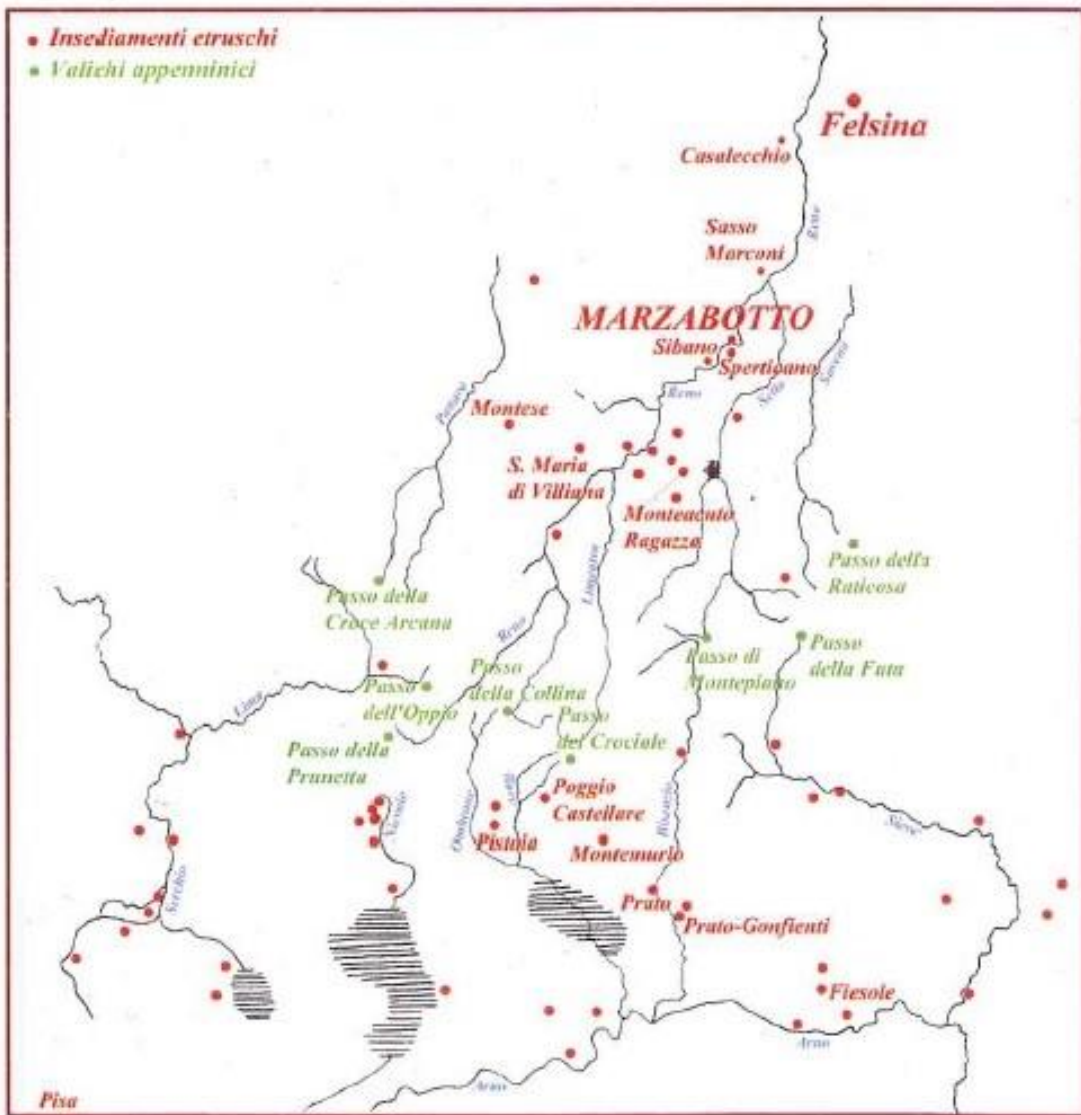 Insediamenti etruschi
Valichi appenninici
Felsina
Casalecchio
Reno
Sasso
Marconi
MARZABOTTO
Sibano
Sperticano
Savena
Reno
Setta
Panaro
Montese
S. Maria
di Villiana
Monteacuto
Ragazza
Limentra
Passo della
Raticosa
Passo della
Croce Arcana
Reno
Passo
della Collina
Passo di
Montepiano
Passo
della Futa
Lima
Passo
dell'Oppio
Passo
del Crociale
Passo della
Prunetta
Poggio
Castellare
Nievole
Ombrone
Bisenzio
Sieve
Pistoia
Montemurlo
Serchio
Prato
Prato-Gonfienti
Fiesole
Arno
Arno
Pisa